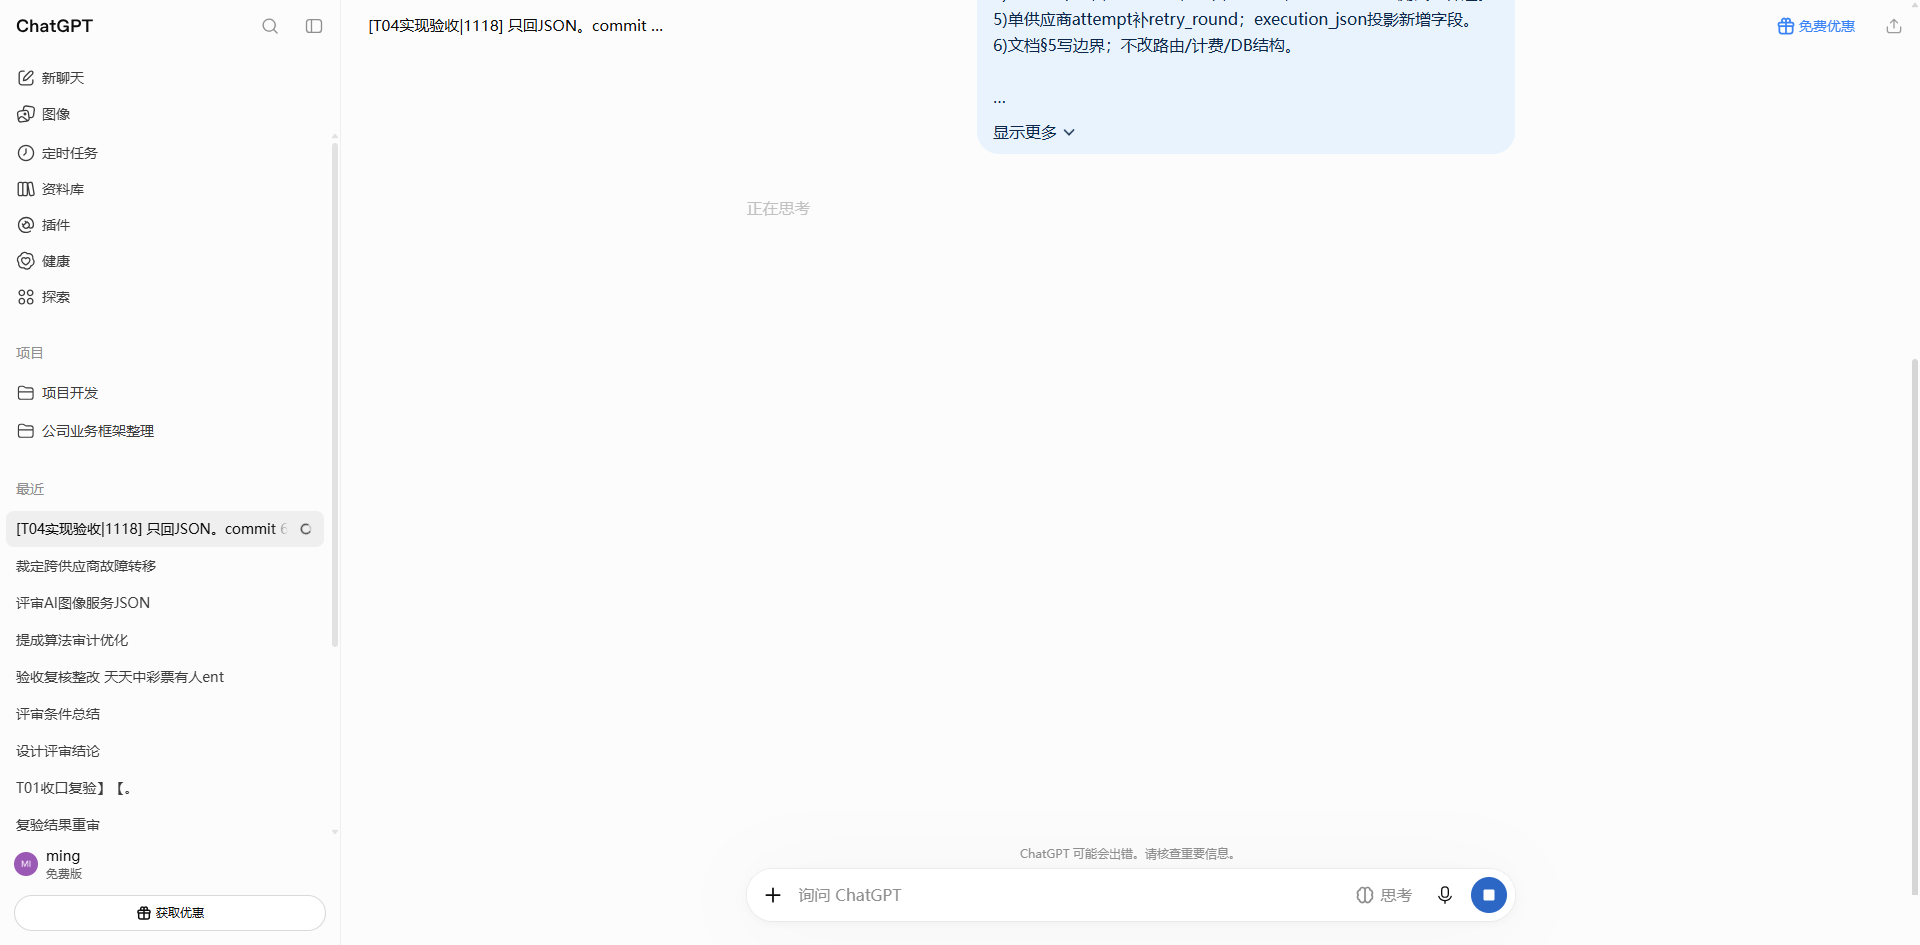 ChatGPT
新聊天
图像
定时任务
资料库
插件
健康
探索
项目
项目开发
公司业务框架整理
最近
[T04实现验收|1118] 只回JSON。commit 6
裁定跨供应商故障转移
评审AI图像服务JSON
提成算法审计优化
验收复核整改 天天中彩票有人ent
评审条件总结
设计评审结论
T01收口复验】【。
复验结果重审
MI
ming
免费版
获取优惠
[T04实现验收|1118] 只回JSON。commit ...
免费优惠
5)单供应商attempt补retry_round；execution_json投影新增字段。
6)文档§5写边界；不改路由/计费/DB结构。
...
显示更多
正在思考
ChatGPT 可能会出错。请核查重要信息。
询问 ChatGPT
思考